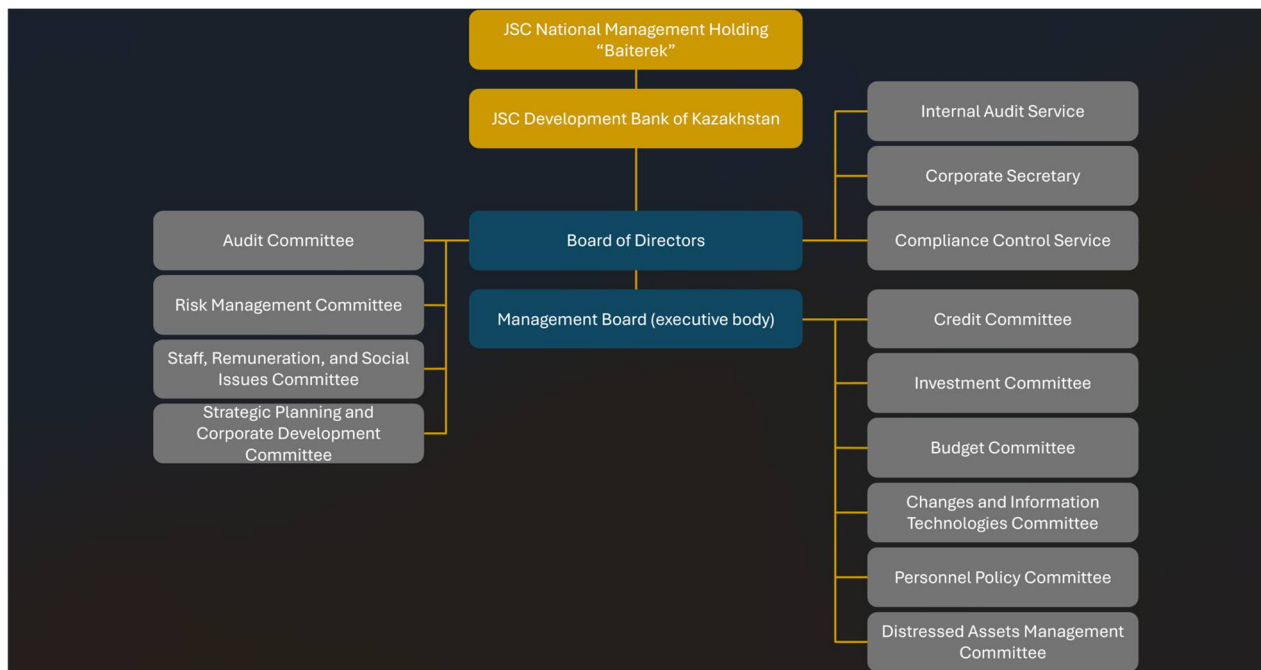 JSC National Management Holding
“Baiterek”
JSC Development Bank of Kazakhstan
Internal Audit Service
Corporate Secretary
Compliance Control Service
Board of Directors
Audit Committee
Risk Management Committee
Staff, Remuneration, and Social
Issues Committee
Strategic Planning and
Corporate Development
Committee
Management Board (executive body)
Credit Committee
Investment Committee
Budget Committee
Changes and Information
Technologies Committee
Personnel Policy Committee
Distressed Assets Management
Committee